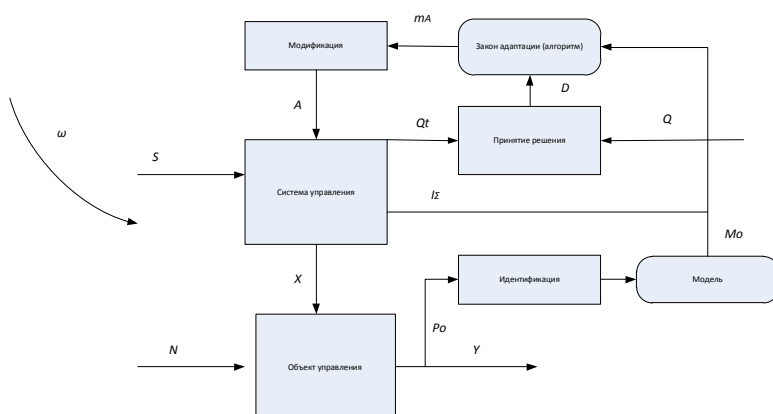 mA
Модификация
Закон адаптации (алгоритм)
A
D
ω
Qt
Q
Принятие решения
S
Система управления
IΣ
Mo
X
Идентификация
Модель
Po
N
Y
Объект управления